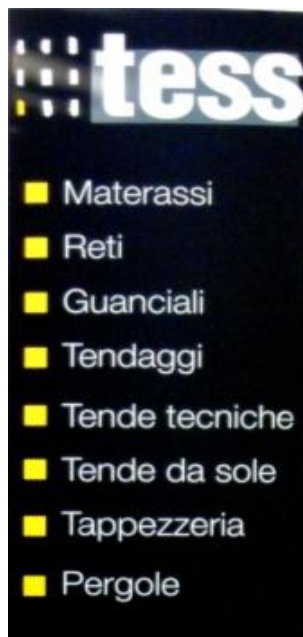 tess
Materassi
Reti
Guanciali
Tendaggi
Tende tecniche
Tende da sole
Tappezzeria
Pergole